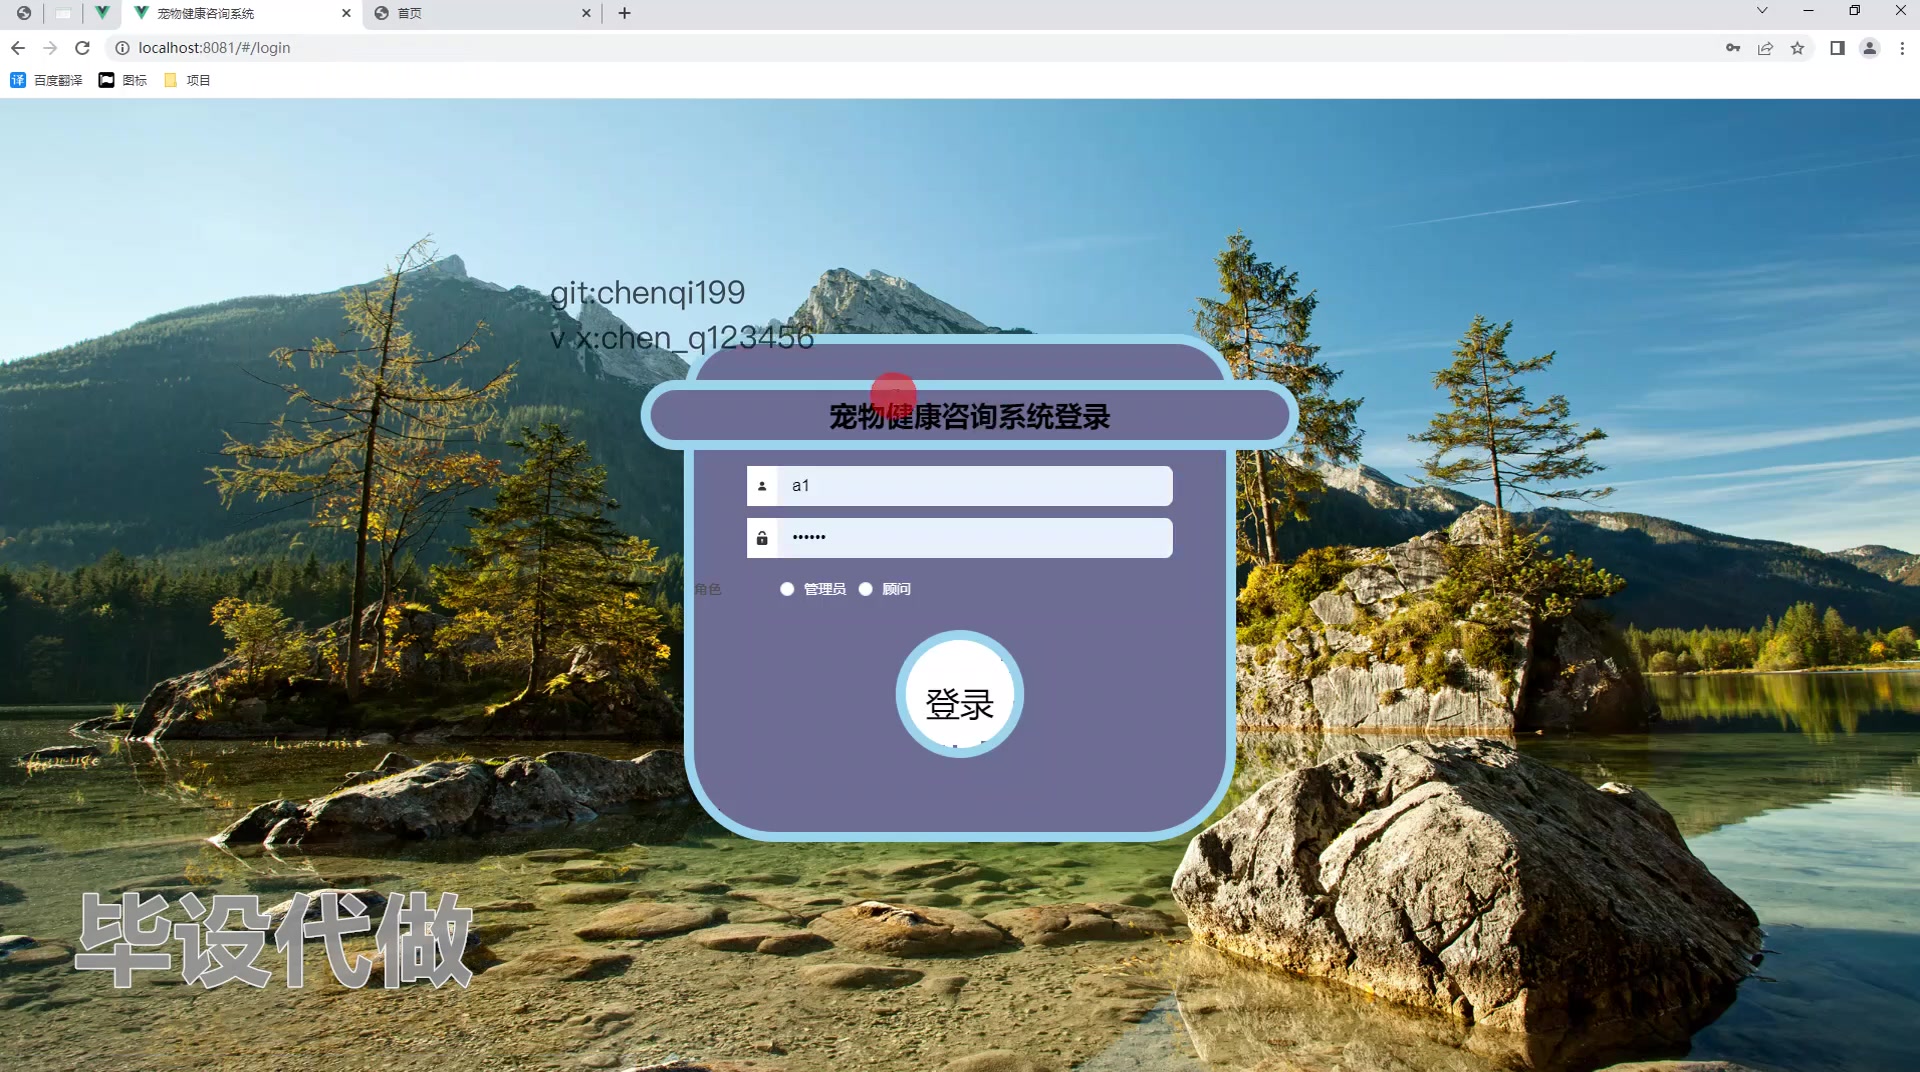 宠物健康咨询系统
首页
localhost:8081/#/login
百度翻译
图标
项目
git:chenqi199
v x:chen_q123456
宠物健康咨询系统登录
a1
••••••
角色
管理员
顾问
登录
毕设代做